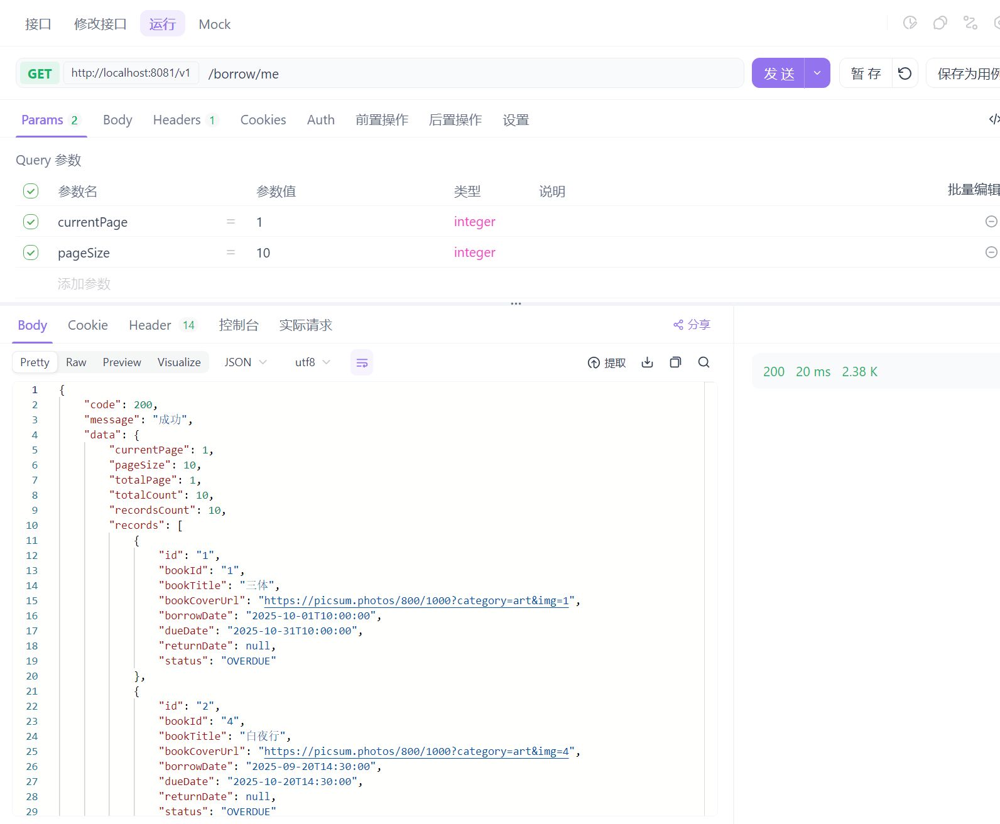 接口 修改接口 运行 Mock
GET http://localhost:8081/v1 /borrow/me 发 送 暂 存 保存为用例
Params 2 Body Headers 1 Cookies Auth 前置操作 后置操作 设置 </>
Query 参数
参数名 参数值 类型 说明 批量编辑
currentPage = 1 integer
pageSize = 10 integer
添加参数
Body Cookie Header 14 控制台 实际请求 分享
Pretty Raw Preview Visualize JSON utf8 提取
200 20 ms 2.38 K
1 {
2 "code": 200,
3 "message": "成功",
4 "data": {
5 "currentPage": 1,
6 "pageSize": 10,
7 "totalPage": 1,
8 "totalCount": 10,
9 "recordsCount": 10,
10 "records": [
11 {
12 "id": "1",
13 "bookId": "1",
14 "bookTitle": "三体",
15 "bookCoverUrl": "https://picsum.photos/800/1000?category=art&img=1",
16 "borrowDate": "2025-10-01T10:00:00",
17 "dueDate": "2025-10-31T10:00:00",
18 "returnDate": null,
19 "status": "OVERDUE"
20 },
21 {
22 "id": "2",
23 "bookId": "4",
24 "bookTitle": "白夜行",
25 "bookCoverUrl": "https://picsum.photos/800/1000?category=art&img=4",
26 "borrowDate": "2025-09-20T14:30:00",
27 "dueDate": "2025-10-20T14:30:00",
28 "returnDate": null,
29 "status": "OVERDUE"